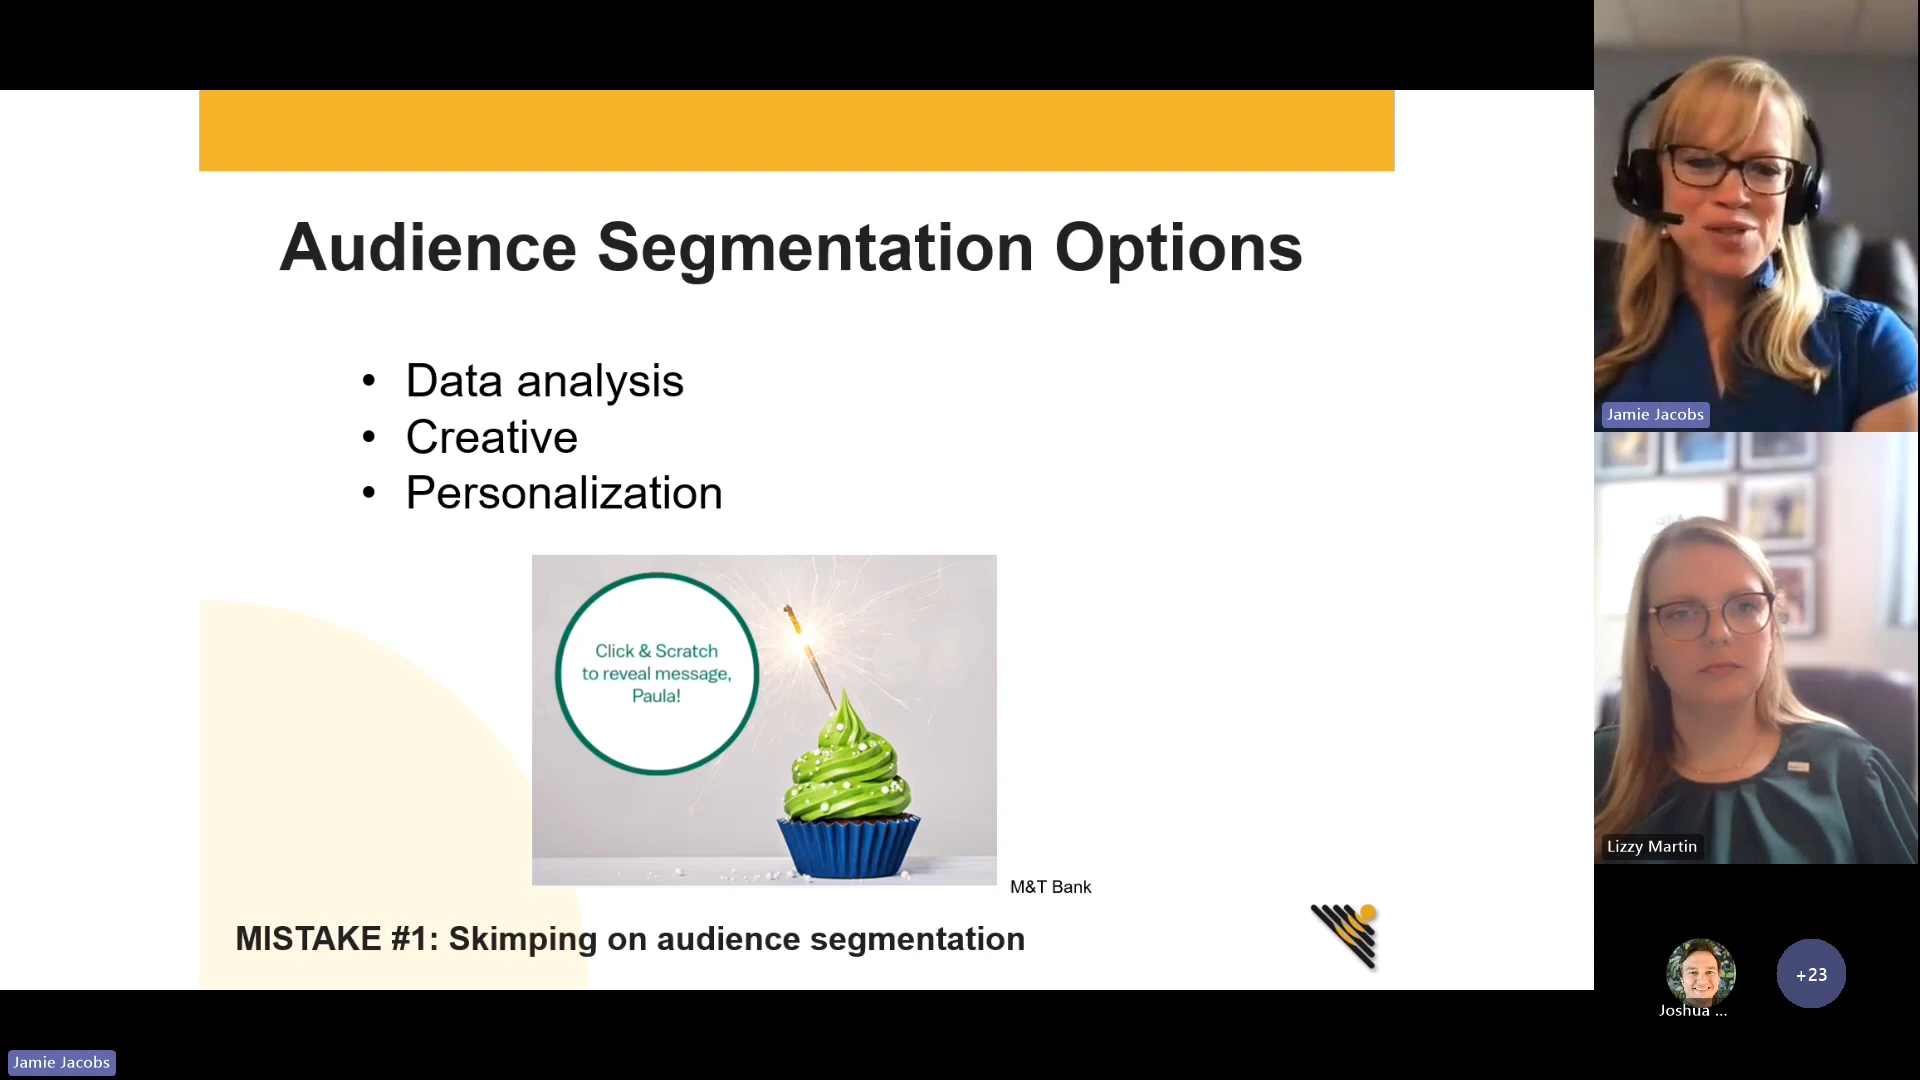 Audience Segmentation Options
• Data analysis
• Creative
• Personalization
Click & Scratch
to reveal message,
Paula!
M&T Bank
MISTAKE #1: Skimping on audience segmentation
Jamie Jacobs
Lizzy Martin
Joshua ...
+23
Jamie Jacobs